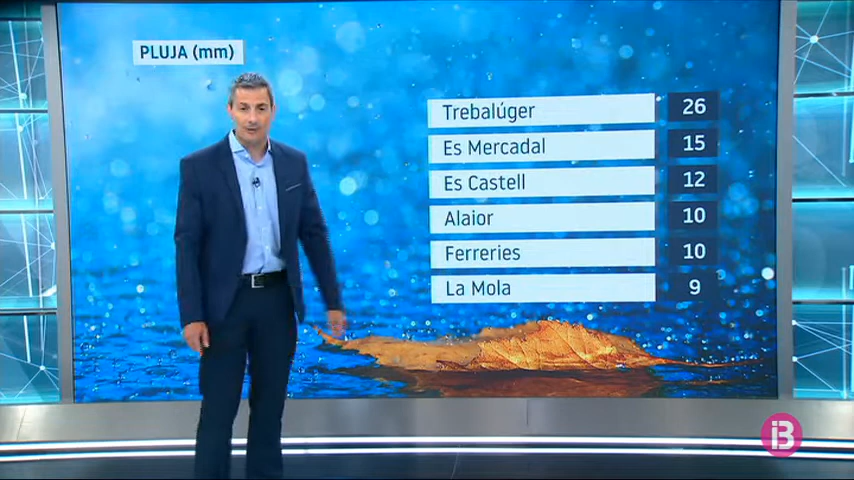 PLUJA (mm)
Trebalúger 26
Es Mercadal 15
Es Castell 12
Alaior 10
Ferreries 10
La Mola 9
iB